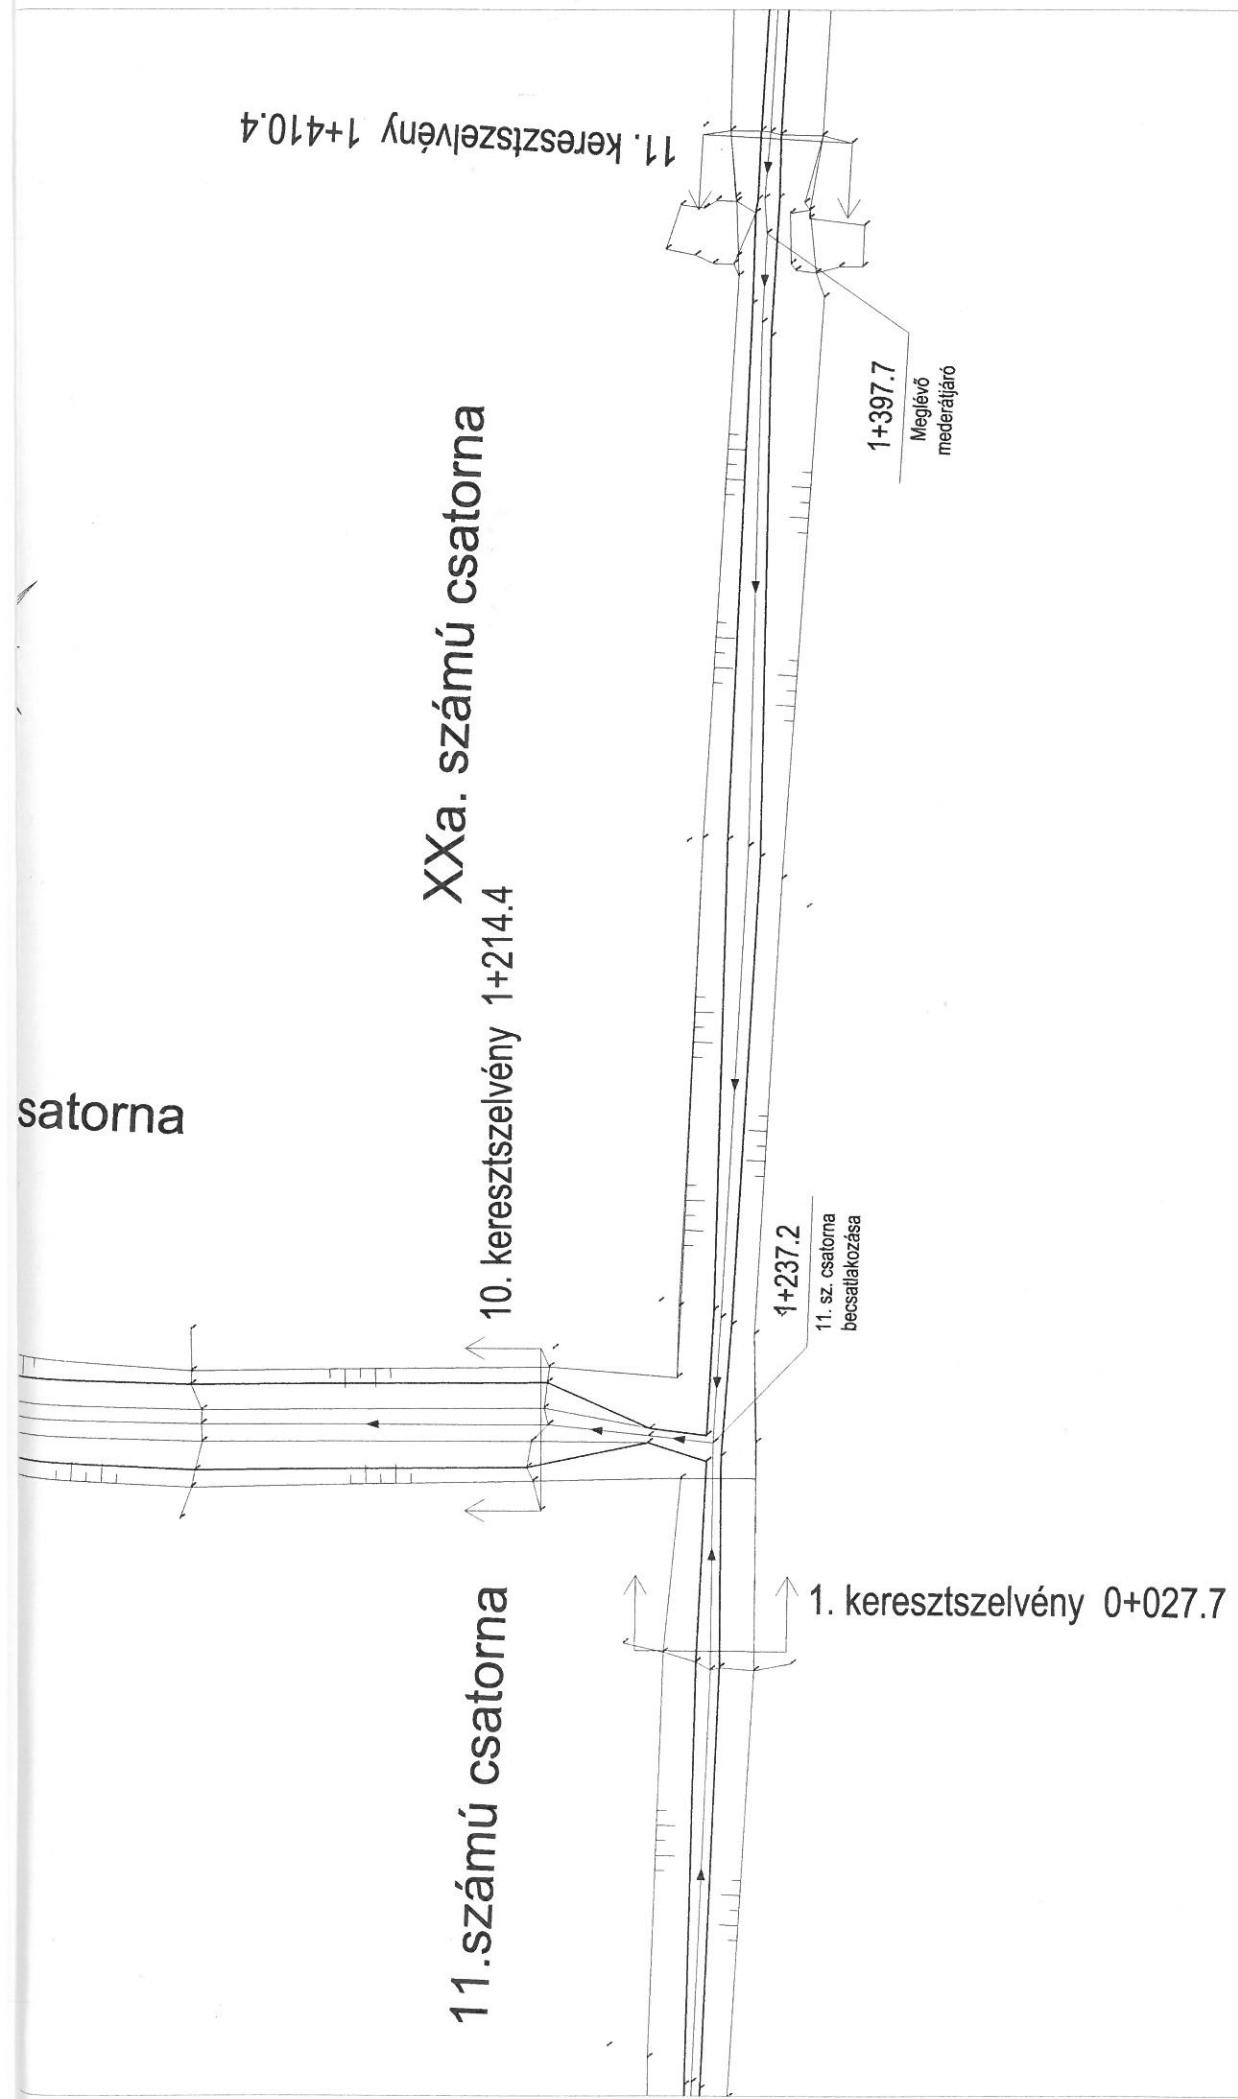 11. keresztszelvény 1+410.4
1+397.7
Meglévő
mederátjáró
XXa. számú csatorna
10. keresztszelvény 1+214.4
satorna
1+237.2
11. sz. csatorna
becsatlakozása
1. keresztszelvény 0+027.7
11.számú csatorna